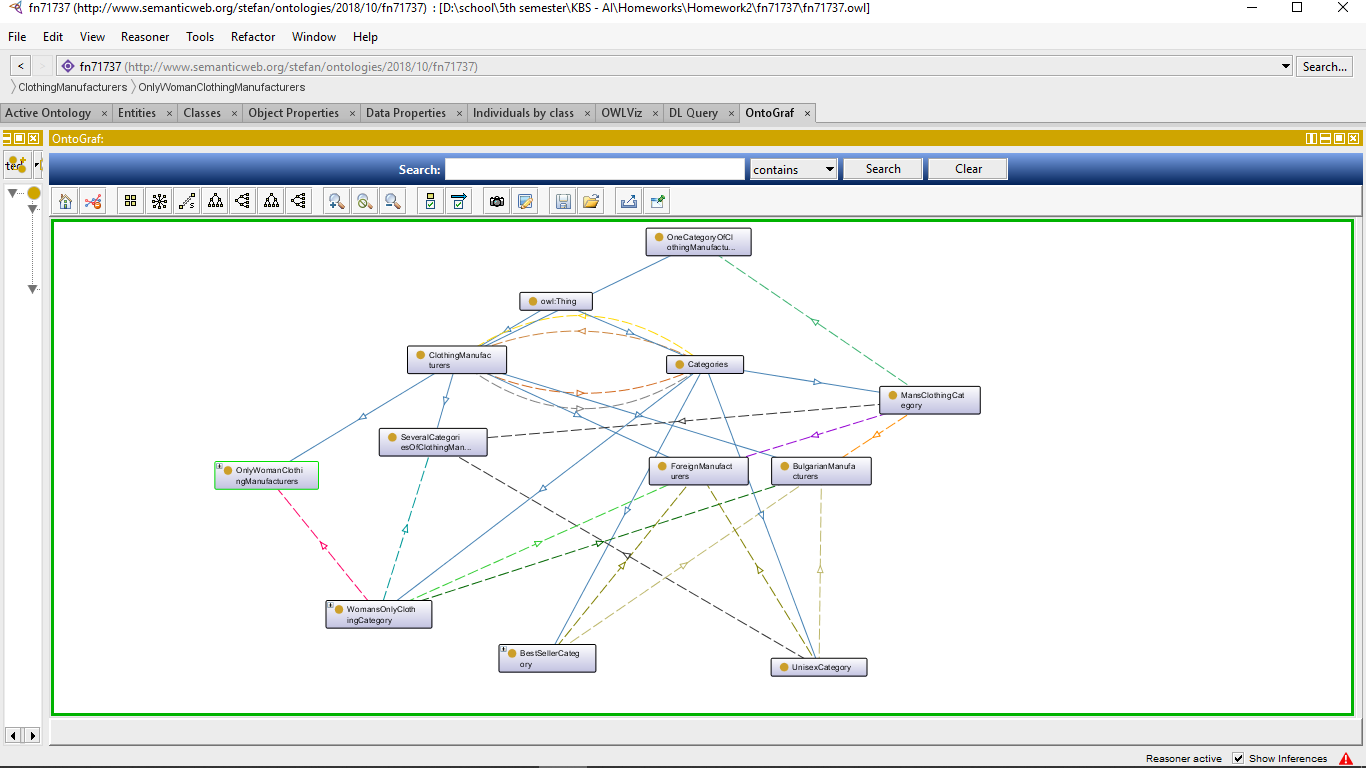 fn71737 (http://www.semanticweb.org/stefan/ontologies/2018/10/fn71737) : [D:\school\5th semester\KBS - AI\Homeworks\Homework2\fn71737\fn71737.owl]
File Edit View Reasoner Tools Refactor Window Help
< > fn71737 (http://www.semanticweb.org/stefan/ontologies/2018/10/fn71737) Search...
ClothingManufacturers OnlyWomanClothingManufacturers
Active Ontology × Entities × Classes × Object Properties × Data Properties × Individuals by class × OWLViz × DL Query × OntoGraf ×
OntoGraf:
Search: contains Search Clear
OneCategoryOfCl
othingManufactu...
owl:Thing
ClothingManufac
turers
Categories
MansClothingCat
egory
SeveralCategori
esOfClothingMan...
OnlyWomanClothi
ngManufacturers
ForeignManufact
urers
BulgarianManufa
cturers
WomansOnlyCloth
ingCategory
BestSellerCateg
ory
UnisexCategory
Reasoner active Show Inferences